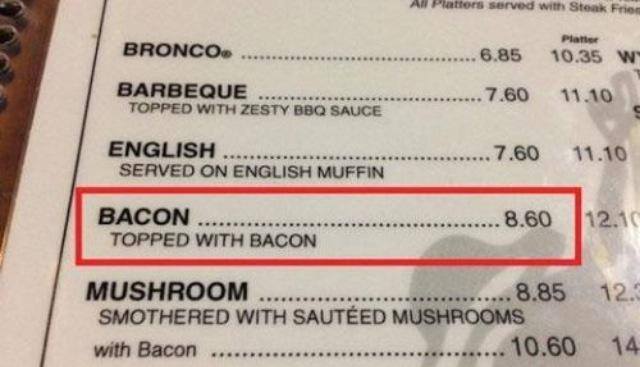 All Platters served with Steak Fries
Platter
BRONCO® .......... 6.85 10.35
BARBEQUE .......... 7.60 11.10
TOPPED WITH ZESTY BBQ SAUCE
ENGLISH .......... 7.60 11.10
SERVED ON ENGLISH MUFFIN
BACON .......... 8.60 12.10
TOPPED WITH BACON
MUSHROOM .......... 8.85
SMOTHERED WITH SAUTÉED MUSHROOMS
with Bacon .......... 10.60